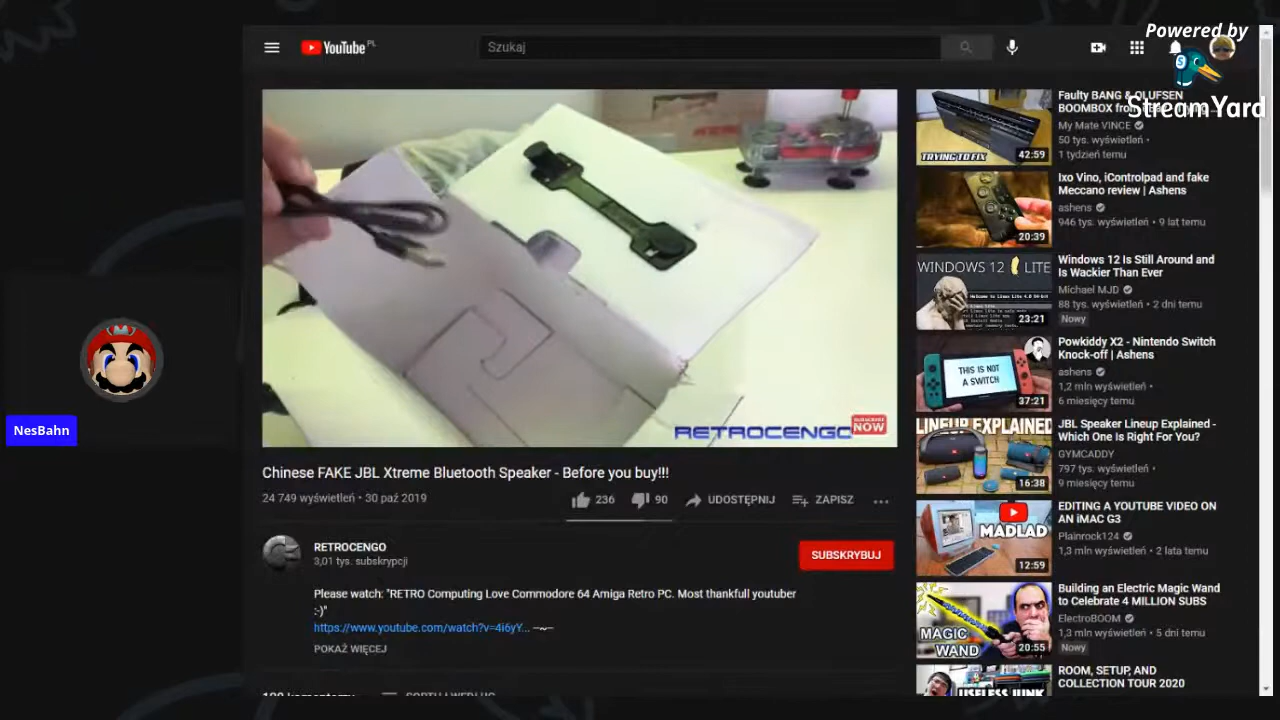 Powered by
StreamYard
YouTube PL
Szukaj
RETROCENGO
SUBSCRIBE
NOW
Chinese FAKE JBL Xtreme Bluetooth Speaker - Before you buy!!!
24 749 wyświetleń • 30 paź 2019
236
90
UDOSTĘPNIJ
ZAPISZ
RETROCENGO
3,01 tys. subskrypcji
SUBSKRYBUJ
Please watch: "RETRO Computing Love Commodore 64 Amiga Retro PC. Most thankfull youtuber
:-)"
https://www.youtube.com/watch?v=4i6yY... -~-
POKAŻ WIĘCEJ
NesBahn
TRYING TO FIX
42:59
Faulty BANG & OLUFSEN
BOOMBOX from
My Mate VINCE
50 tys. wyświetleń •
1 tydzień temu
20:39
Ixo Vino, iControlpad and fake
Meccano review | Ashens
ashens
946 tys. wyświetleń • 9 lat temu
WINDOWS 12 LITE
23:21
Windows 12 Is Still Around and
Is Wackier Than Ever
Michael MJD
88 tys. wyświetleń • 2 dni temu
Nowy
THIS IS NOT
A SWITCH
37:21
Powkiddy X2 - Nintendo Switch
Knock-off | Ashens
ashens
1,2 mln wyświetleń •
6 miesięcy temu
LINEUP EXPLAINED
16:38
JBL Speaker Lineup Explained -
Which One Is Right For You?
GYMCADDY
797 tys. wyświetleń •
9 miesięcy temu
MADLAD
12:59
EDITING A YOUTUBE VIDEO ON
AN iMAC G3
Plainrock124
1,3 mln wyświetleń • 2 lata temu
MAGIC
WAND
20:55
Building an Electric Magic Wand
to Celebrate 4 MILLION SUBS
ElectroBOOM
1,3 mln wyświetleń • 5 dni temu
Nowy
USELESS JUNK
ROOM, SETUP, AND
COLLECTION TOUR 2020